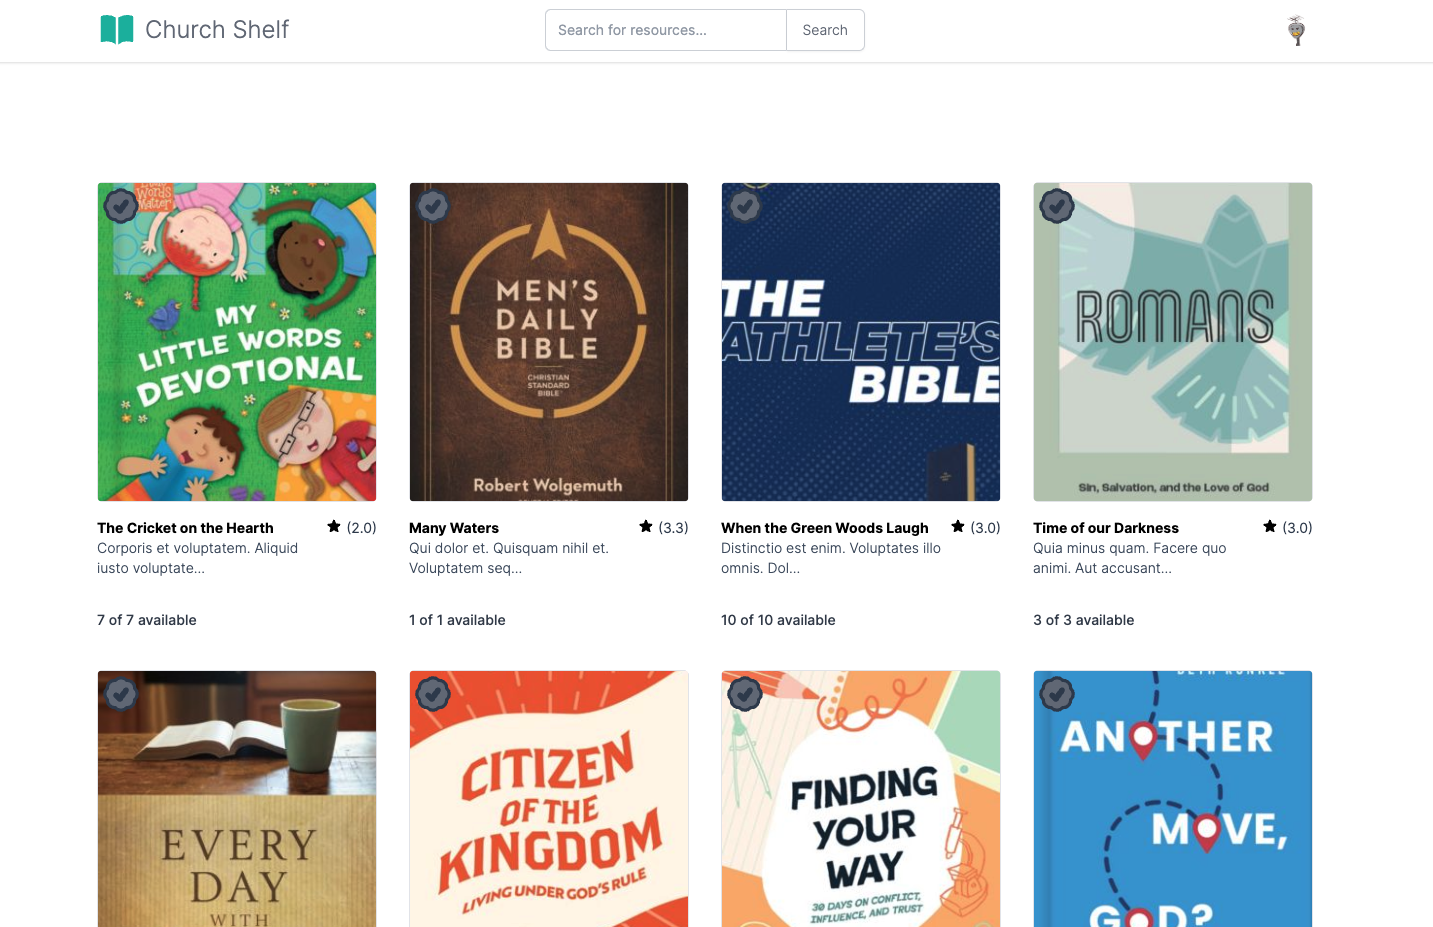 Church Shelf
Search for resources...
Search
Little
Words
Matter
MY
LITTLE WORDS
DEVOTIONAL
MEN'S
DAILY
BIBLE
CHRISTIAN
STANDARD
BIBLE
Robert Wolgemuth
THE
ATHLETE'S
BIBLE
ROMANS
Sin, Salvation, and the Love of God
The Cricket on the Hearth
(2.0)
Corporis et voluptatem. Aliquid
iusto voluptate...
7 of 7 available
Many Waters
(3.3)
Qui dolor et. Quisquam nihil et.
Voluptatem seq...
1 of 1 available
When the Green Woods Laugh
(3.0)
Distinctio est enim. Voluptates illo
omnis. Dol...
10 of 10 available
Time of our Darkness
(3.0)
Quia minus quam. Facere quo
animi. Aut accusant...
3 of 3 available
EVERY
DAY
WITH
CITIZEN
OF THE
KINGDOM
LIVING UNDER GOD'S RULE
FINDING
YOUR
WAY
30 DAYS ON CONFLICT,
INFLUENCE, AND TRUST
ANOTHER
MOVE,
GOD?